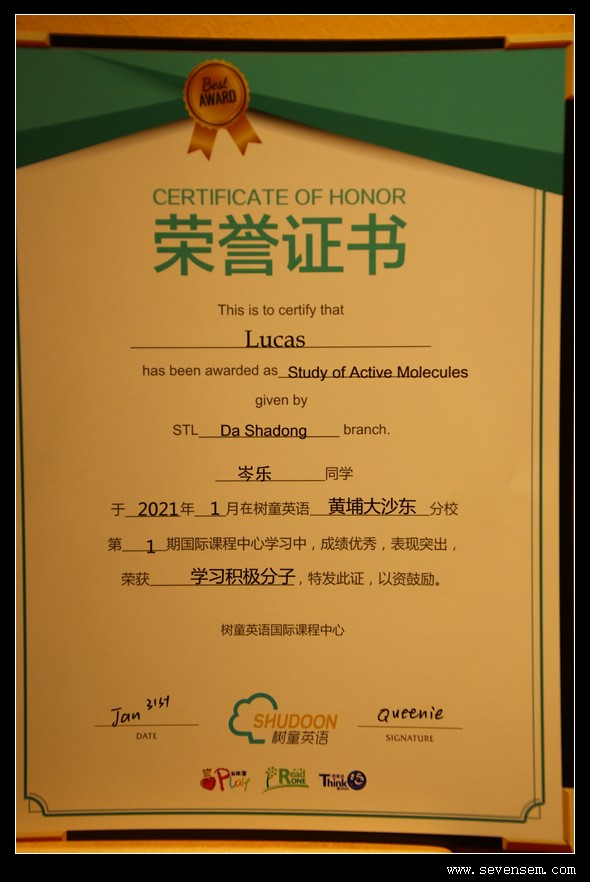 Best
AWARD
CERTIFICATE OF HONOR
荣誉证书
This is to certify that
Lucas
has been awarded as Study of Active Molecules
given by
STL Da Shadong branch.
岑乐 同学
于 2021 年 1 月在树童英语 黄埔大沙东 分校
第 1 期国际课程中心学习中，成绩优秀，表现突出，
荣获 学习积极分子，特发此证，以资鼓励。
树童英语国际课程中心
Jan 31st
Queenie
DATE
SIGNATURE
SHUDOON
树童英语
Play
Read
ONE
Think
www.sevensem.com